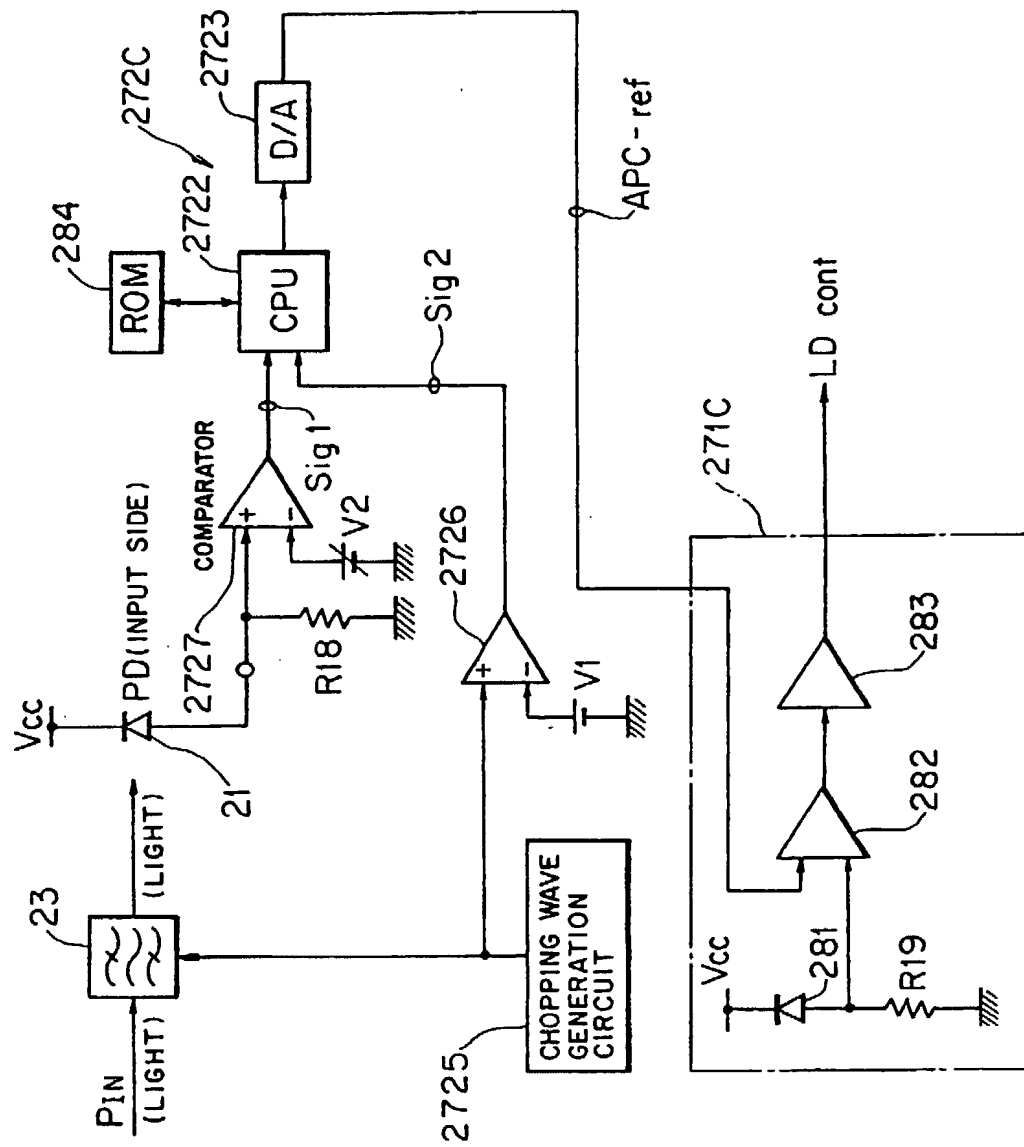 PIN
(LIGHT)
23
(LIGHT)
Vcc
PD(INPUT SIDE)
21
2727
COMPARATOR
+
−
Sig 1
R18
V2
284
ROM
2722
CPU
272C
2723
D/A
Sig 2
APC-ref
2726
+
−
V1
2725
CHOPPING WAVE
GENERATION
CIRCUIT
271C
Vcc
281
R19
282
283
LD cont